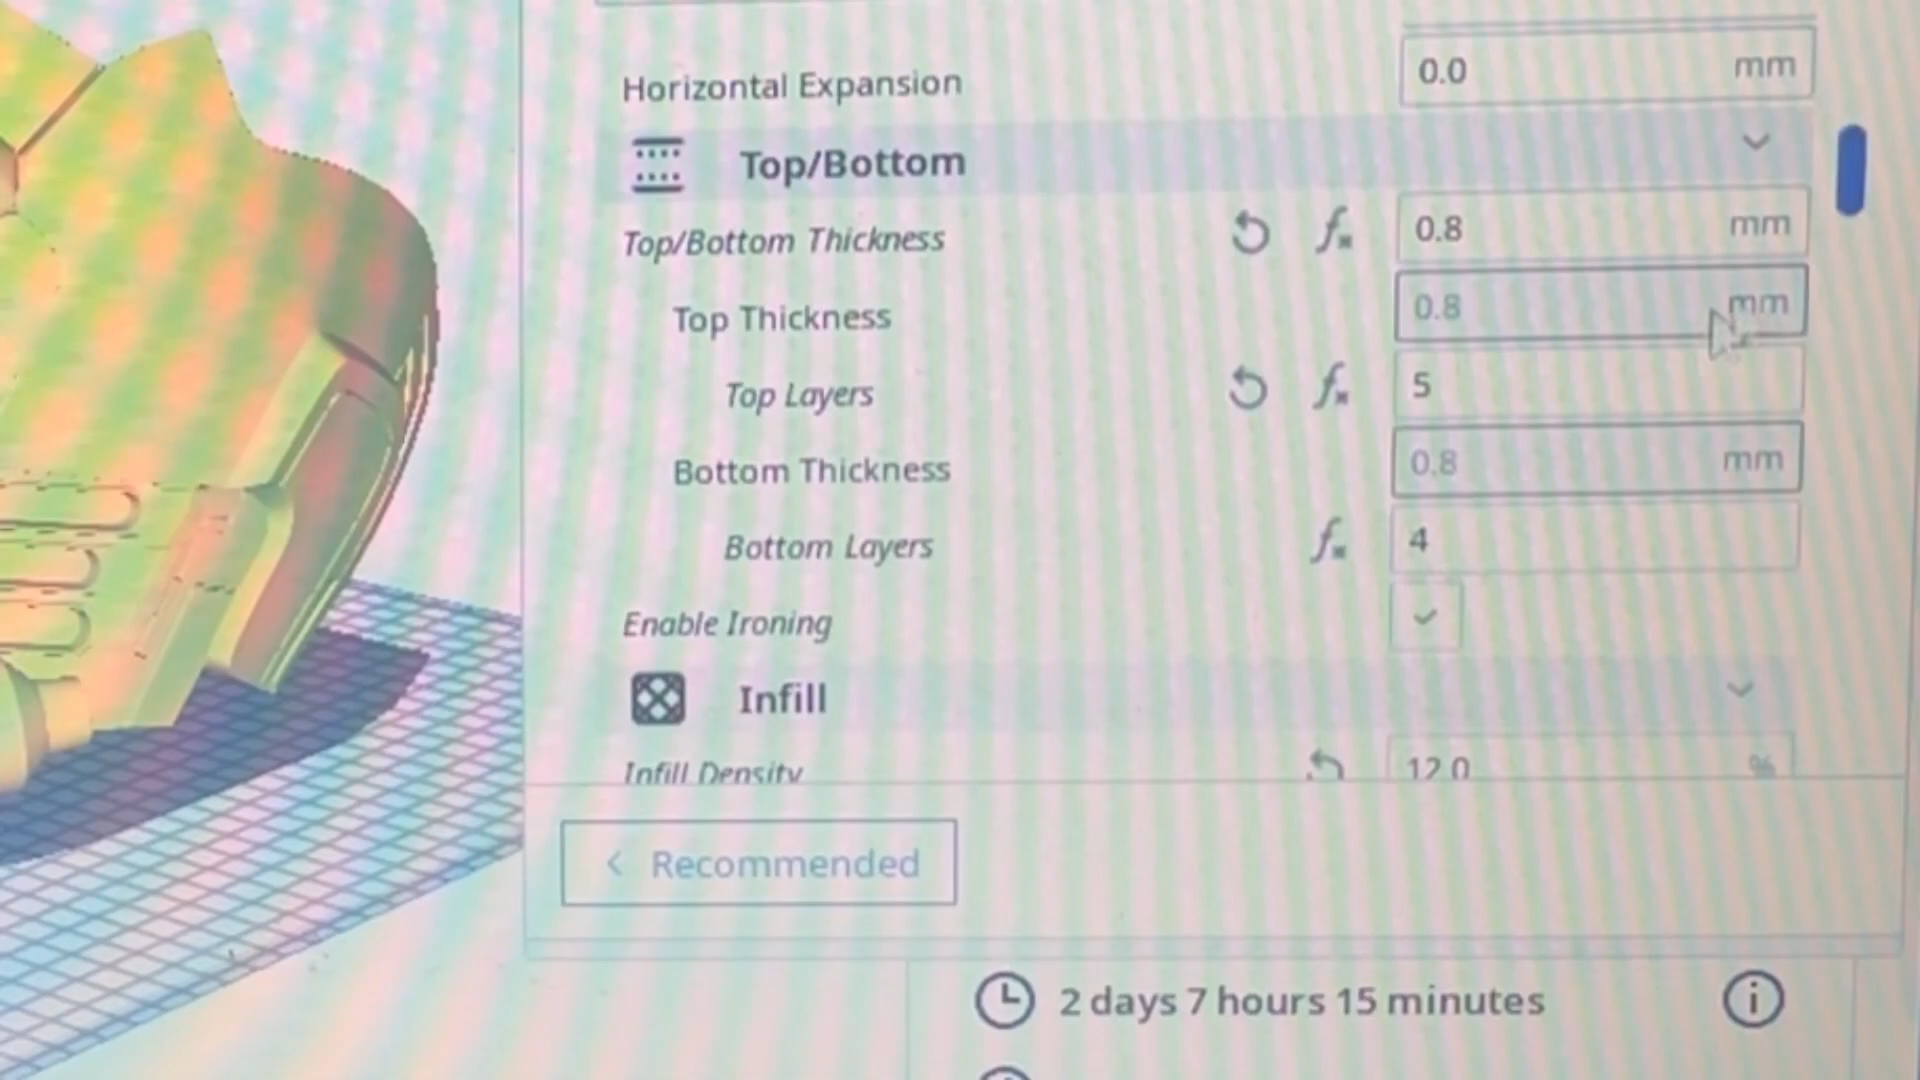 Horizontal Expansion 0.0 mm
Top/Bottom
Top/Bottom Thickness 0.8 mm
Top Thickness 0.8 mm
Top Layers 5
Bottom Thickness 0.8 mm
Bottom Layers 4
Enable Ironing
Infill
Infill Density 12.0 %
< Recommended
2 days 7 hours 15 minutes